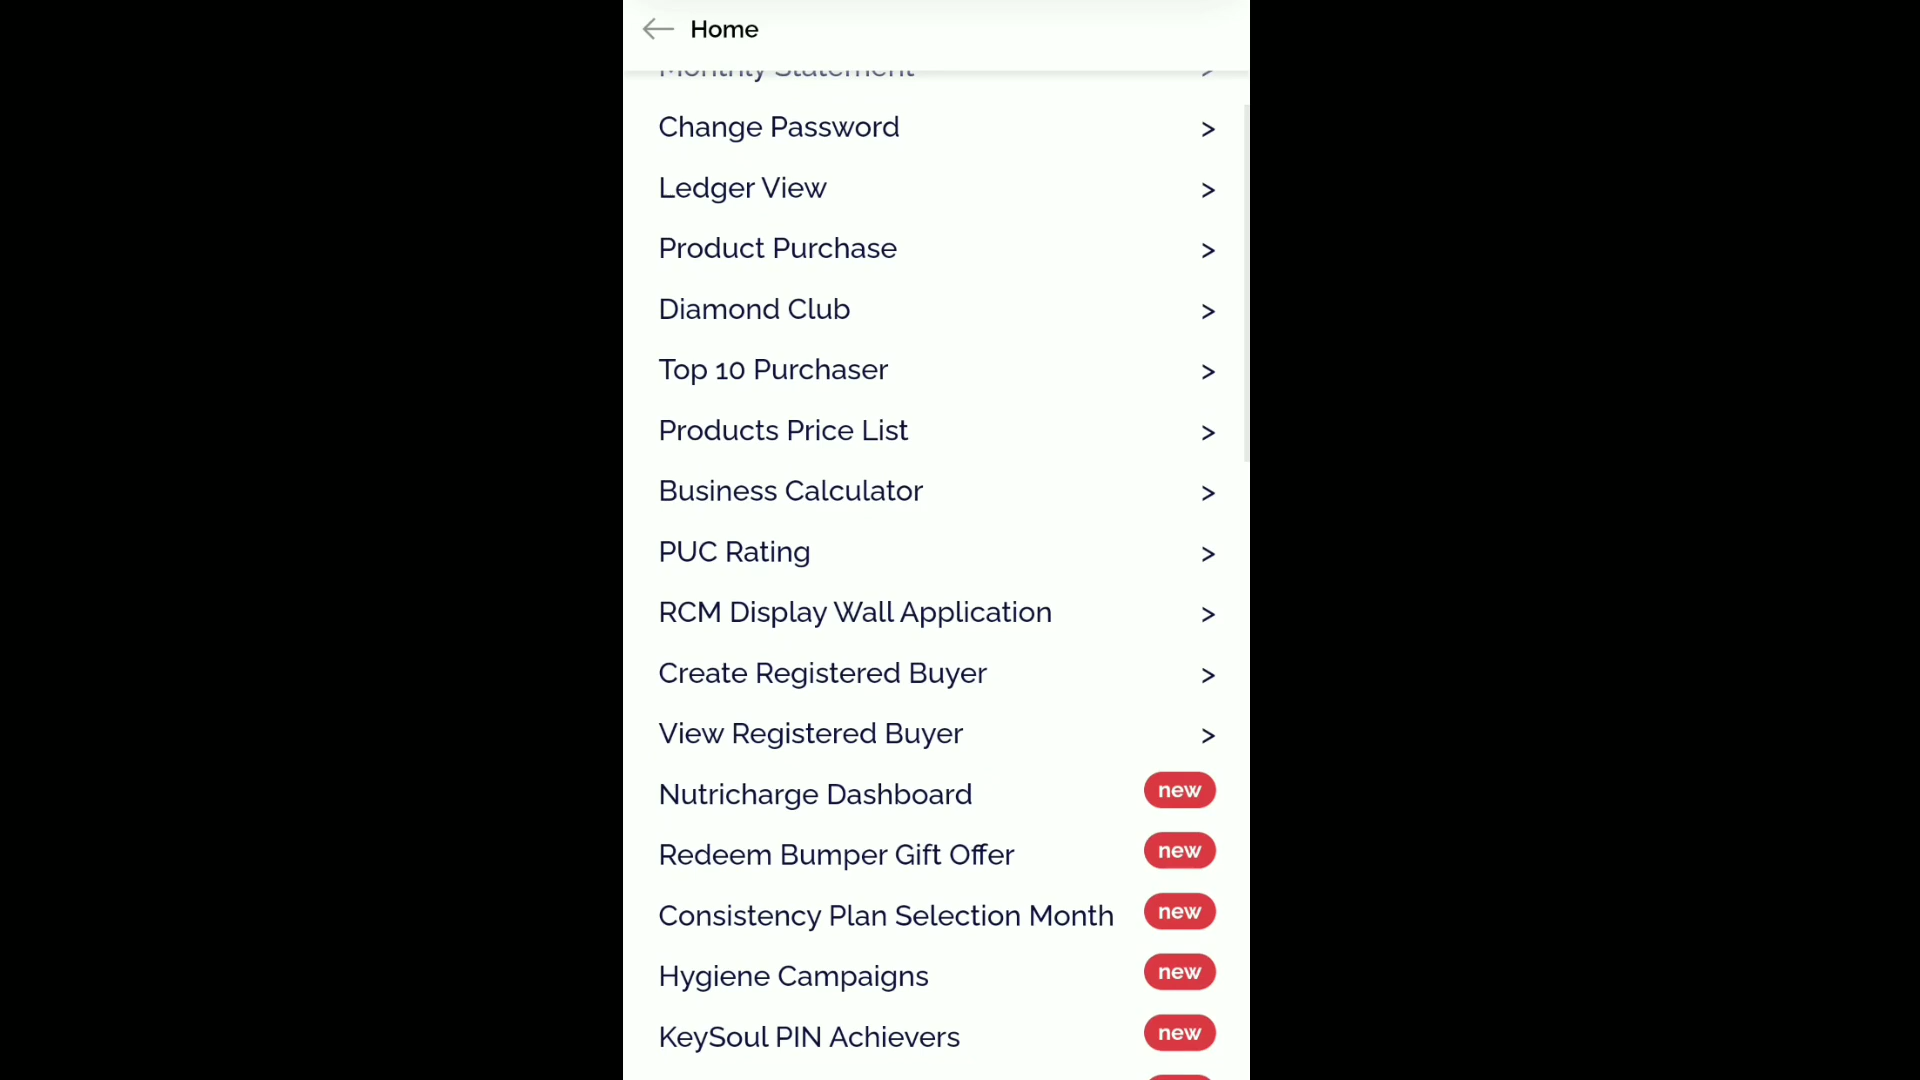 Home
Monthly Statement >
Change Password >
Ledger View >
Product Purchase >
Diamond Club >
Top 10 Purchaser >
Products Price List >
Business Calculator >
PUC Rating >
RCM Display Wall Application >
Create Registered Buyer >
View Registered Buyer >
Nutricharge Dashboard new
Redeem Bumper Gift Offer new
Consistency Plan Selection Month new
Hygiene Campaigns new
KeySoul PIN Achievers new